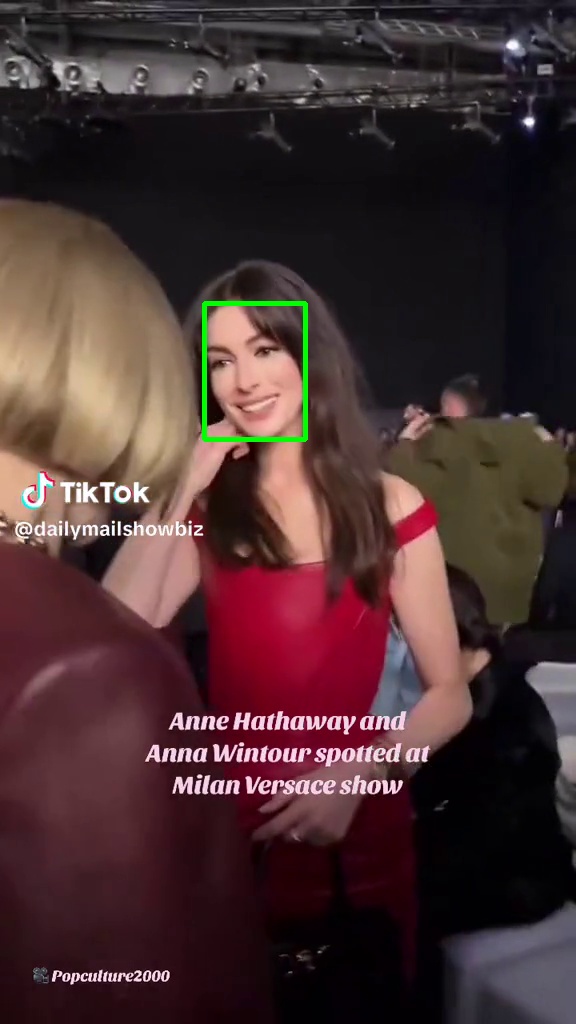 TikTok
@dailymailshowbiz
Anne Hathaway and
Anna Wintour spotted at
Milan Versace show
Popculture2000